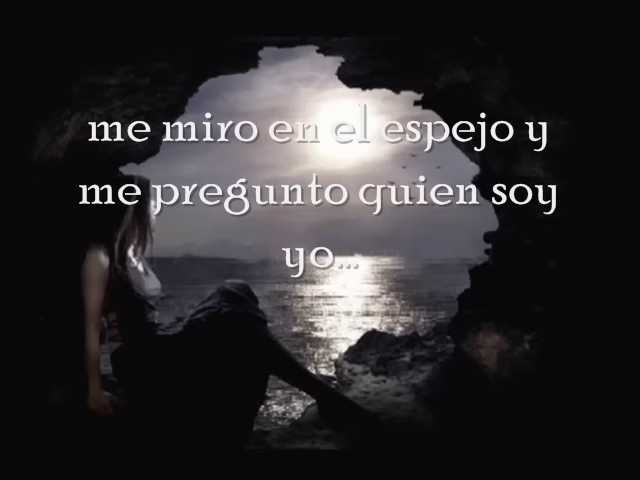 me miro en el espejo y
me pregunto quien soy
yo...